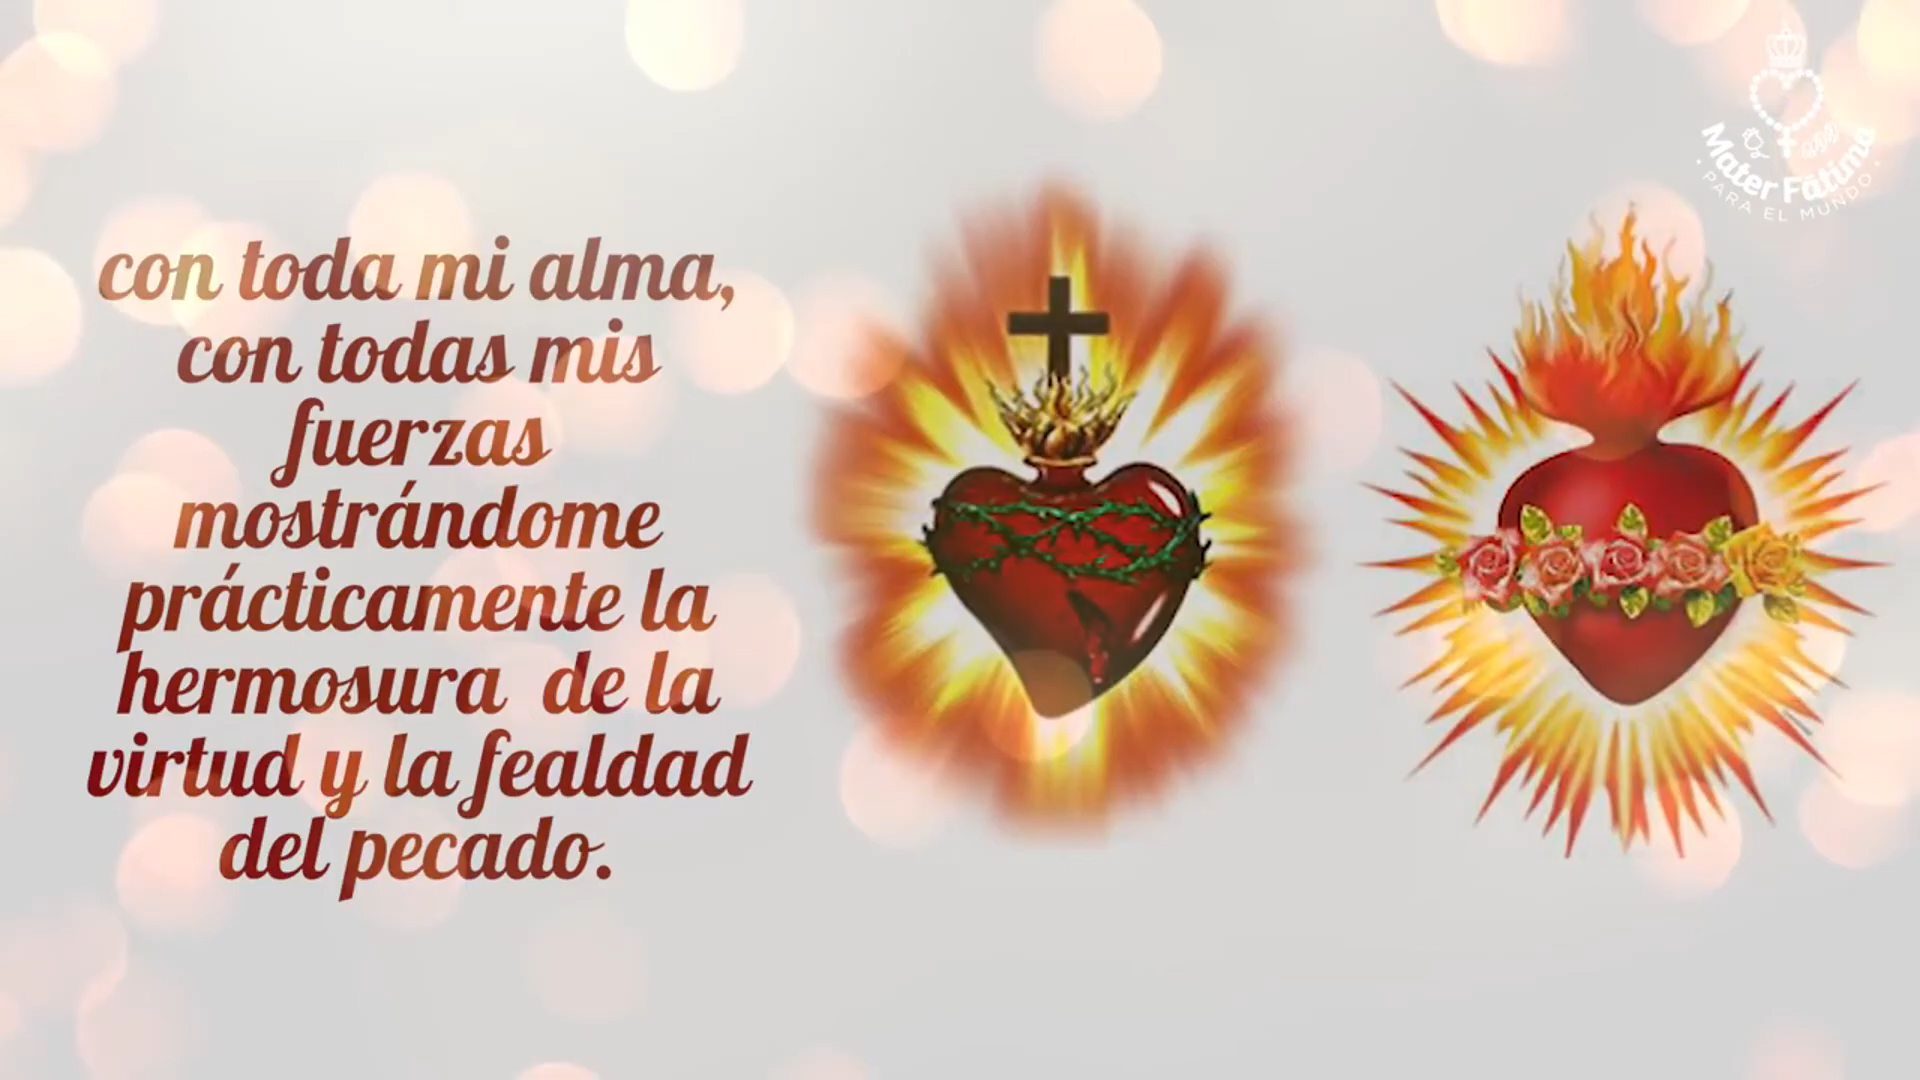 con toda mi alma,
con todas mis
fuerzas
mostrándome
prácticamente la
hermosura de la
virtud y la fealdad
del pecado.
Mater Fátima
PARA EL MUNDO